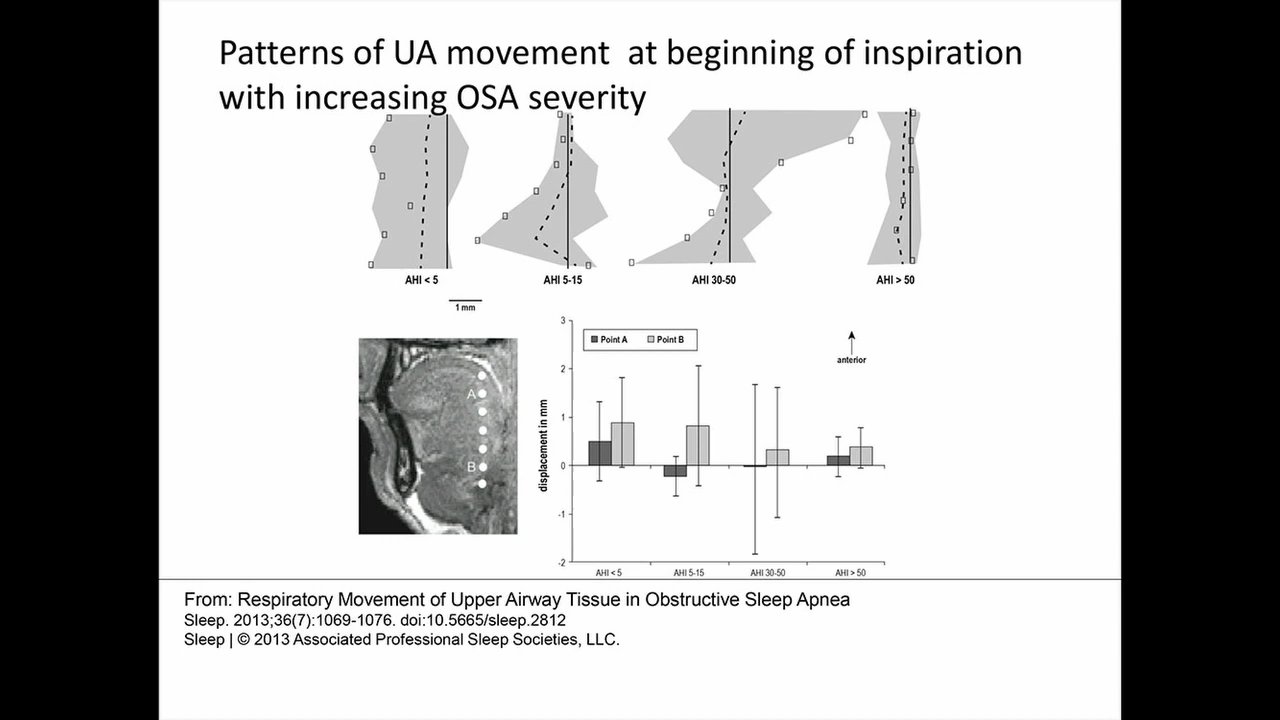 Patterns of UA movement at beginning of inspiration
with increasing OSA severity
AHI < 5
AHI 5-15
AHI 30-50
AHI > 50
1 mm
A
B
3
2
1
0
-1
-2
displacement in mm
Point A
Point B
anterior
AHI < 5
AHI 5-15
AHI 30-50
AHI > 50
From: Respiratory Movement of Upper Airway Tissue in Obstructive Sleep Apnea
Sleep. 2013;36(7):1069-1076. doi:10.5665/sleep.2812
Sleep | © 2013 Associated Professional Sleep Societies, LLC.